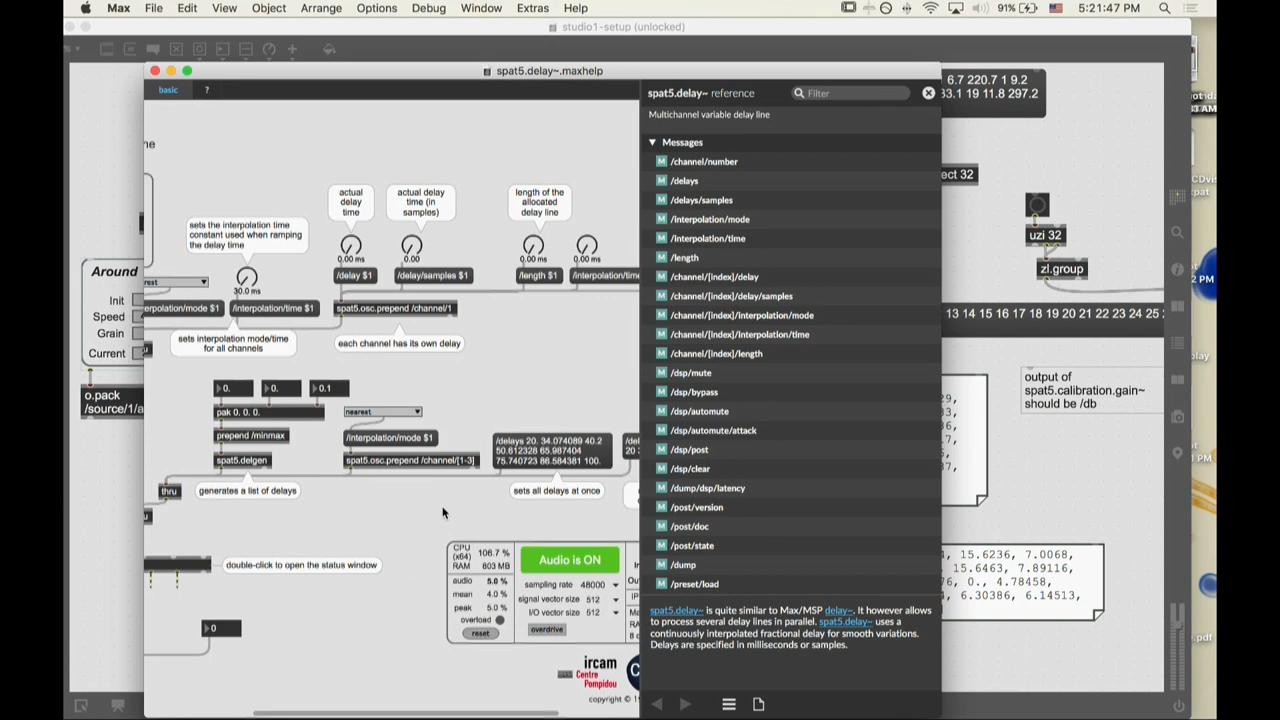 Max File Edit View Object Arrange Options Debug Window Extras Help 91% 5:21:47 PM
studio1-setup (unlocked)
spat5.delay~.maxhelp
basic ?
actual
delay
time
actual delay
time (in
samples)
length of the
allocated
delay line
sets the interpolation time
constant used when ramping
the delay time
0.00 ms
0.00
0.00 ms
0.00 ms
30.0 ms
/delay $1
/delay/samples $1
/length $1
/interpolation/time
erpolation/mode $1
/interpolation/time $1
spat5.osc.prepend /channel/1
sets interpolation mode/time
for all channels
each channel has its own delay
Around
Init
Speed
Grain
Current
o.pack
/source/1/a
0.
0.
0.1
pak 0. 0. 0.
prepend /minmax
spat5.delgen
thru
generates a list of delays
nearest
/interpolation/mode $1
spat5.osc.prepend /channel/[1-3]
/delays 20. 34.074089 40.2
50.612328 65.987404
75.740723 86.584381 100.
/del
20
sets all delays at once
double-click to open the status window
0
CPU
(x64)
106.7 %
RAM 803 MB
audio 5.0 %
mean 4.0 %
peak 5.0 %
overload
reset
Audio is ON
sampling rate 48000
signal vector size 512
I/O vector size 512
overdrive
ircam
Centre
Pompidou
copyright © 1
spat5.delay~ reference
Filter
Multichannel variable delay line
Messages
M /channel/number
M /delays
M /delays/samples
M /interpolation/mode
M /interpolation/time
M /length
M /channel/[index]/delay
M /channel/[index]/delay/samples
M /channel/[index]/interpolation/mode
M /channel/[index]/interpolation/time
M /channel/[index]/length
M /dsp/mute
M /dsp/bypass
M /dsp/automute
M /dsp/automute/attack
M /dsp/post
M /dsp/clear
M /dump/dsp/latency
M /post/version
M /post/doc
M /post/state
M /dump
M /preset/load
spat5.delay~ is quite similar to Max/MSP delay~. It however allows
to process several delay lines in parallel. spat5.delay~ uses a
continuously interpolated fractional delay for smooth variations.
Delays are specified in milliseconds or samples.
6.7 220.7 1 9.2
33.1 19 11.8 297.2
ect 32
uzi 32
zl.group
13 14 15 16 17 18 19 20 21 22 23 24 25
output of
spat5.calibration.gain~
should be /db
15.6236, 7.0068,
15.6463, 7.89116,
0., 4.78458,
6.30386, 6.14513,